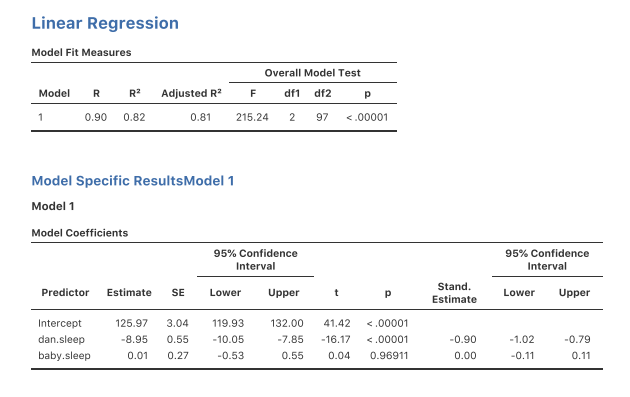 Linear Regression
Model Fit Measures
Overall Model Test
Model R R² Adjusted R² F df1 df2 p
1 0.90 0.82 0.81 215.24 2 97 < .00001
Model Specific ResultsModel 1
Model 1
Model Coefficients
95% Confidence Interval 95% Confidence Interval
Predictor Estimate SE Lower Upper t p Stand. Estimate Lower Upper
Intercept 125.97 3.04 119.93 132.00 41.42 < .00001
dan.sleep -8.95 0.55 -10.05 -7.85 -16.17 < .00001 -0.90 -1.02 -0.79
baby.sleep 0.01 0.27 -0.53 0.55 0.04 0.96911 0.00 -0.11 0.11